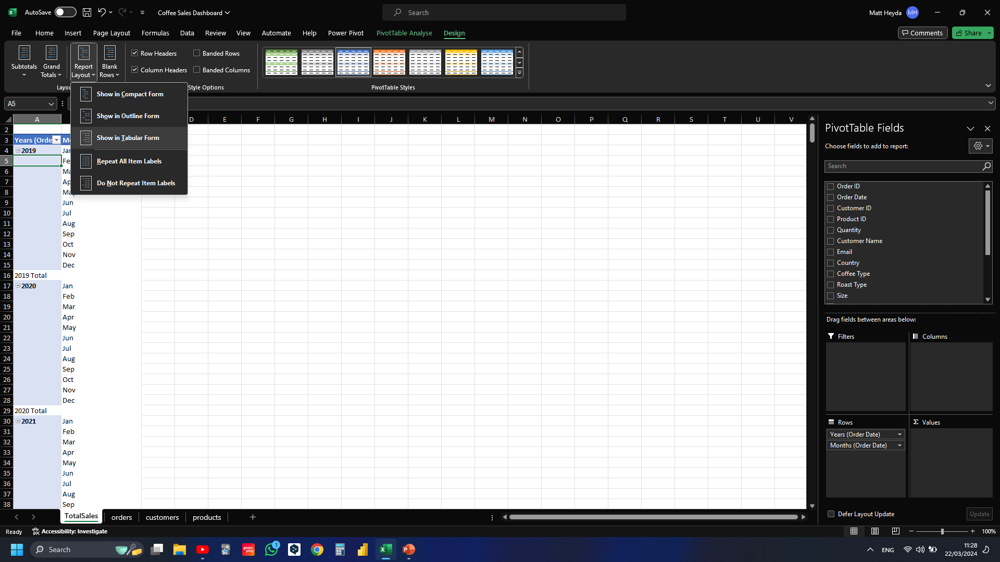 AutoSave
Coffee Sales Dashboard
Search
Matt Heyda
MH
File
Home
Insert
Page Layout
Formulas
Data
Review
View
Automate
Help
Power Pivot
PivotTable Analyse
Design
Comments
Share
Subtotals
Grand Totals
Report Layout
Blank Rows
Row Headers
Banded Rows
Column Headers
Banded Columns
Style Options
PivotTable Styles
Show in Compact Form
Show in Outline Form
Show in Tabular Form
Repeat All Item Labels
Do Not Repeat Item Labels
A5
A D E F G H I J K L M N O P Q R S T U V
2
3 Years (Orde
4 2019 Jan
5
6
7
8
9 Jun
10 Jul
11 Aug
12 Sep
13 Oct
14 Nov
15 Dec
16 2019 Total
17 2020 Jan
18 Feb
19 Mar
20 Apr
21 May
22 Jun
23 Jul
24 Aug
25 Sep
26 Oct
27 Nov
28 Dec
29 2020 Total
30 2021 Jan
31 Feb
32 Mar
33 Apr
34 May
35 Jun
36 Jul
37 Aug
38 Sep
PivotTable Fields
Choose fields to add to report:
Search
Order ID
Order Date
Customer ID
Product ID
Quantity
Customer Name
Email
Country
Coffee Type
Roast Type
Size
Drag fields between areas below:
Filters
Columns
Rows
Values
Years (Order Date)
Months (Order Date)
Defer Layout Update
Update
TotalSales
orders
customers
products
Ready
Accessibility: Investigate
100%
Search
globo play
1
ENG
11:28
22/03/2024